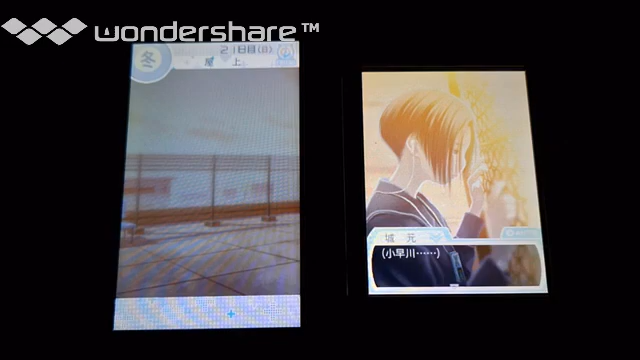 wondershare™
冬
21日目(日)
屋上
城元
(小早川……)